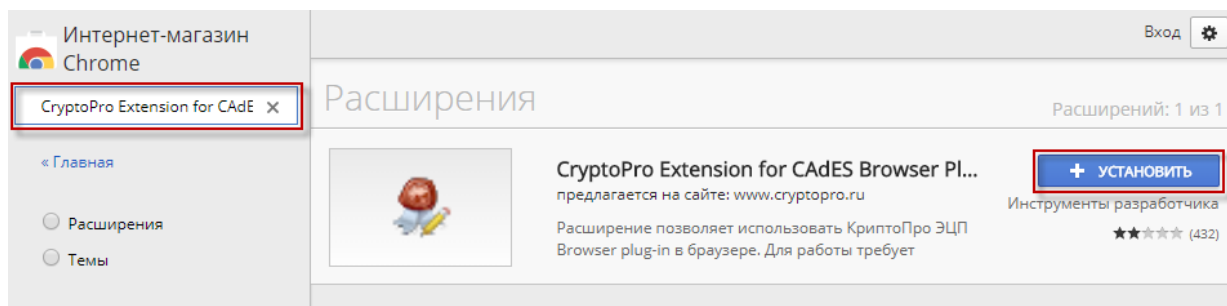 Интернет-магазин
Chrome
CryptoPro Extension for CAdE
« Главная
Расширения
Темы
Вход
Расширения
Расширений: 1 из 1
CryptoPro Extension for CAdES Browser Pl...
предлагается на сайте: www.cryptopro.ru
Расширение позволяет использовать КриптоПро ЭЦП
Browser plug-in в браузере. Для работы требует
+ УСТАНОВИТЬ
Инструменты разработчика
(432)